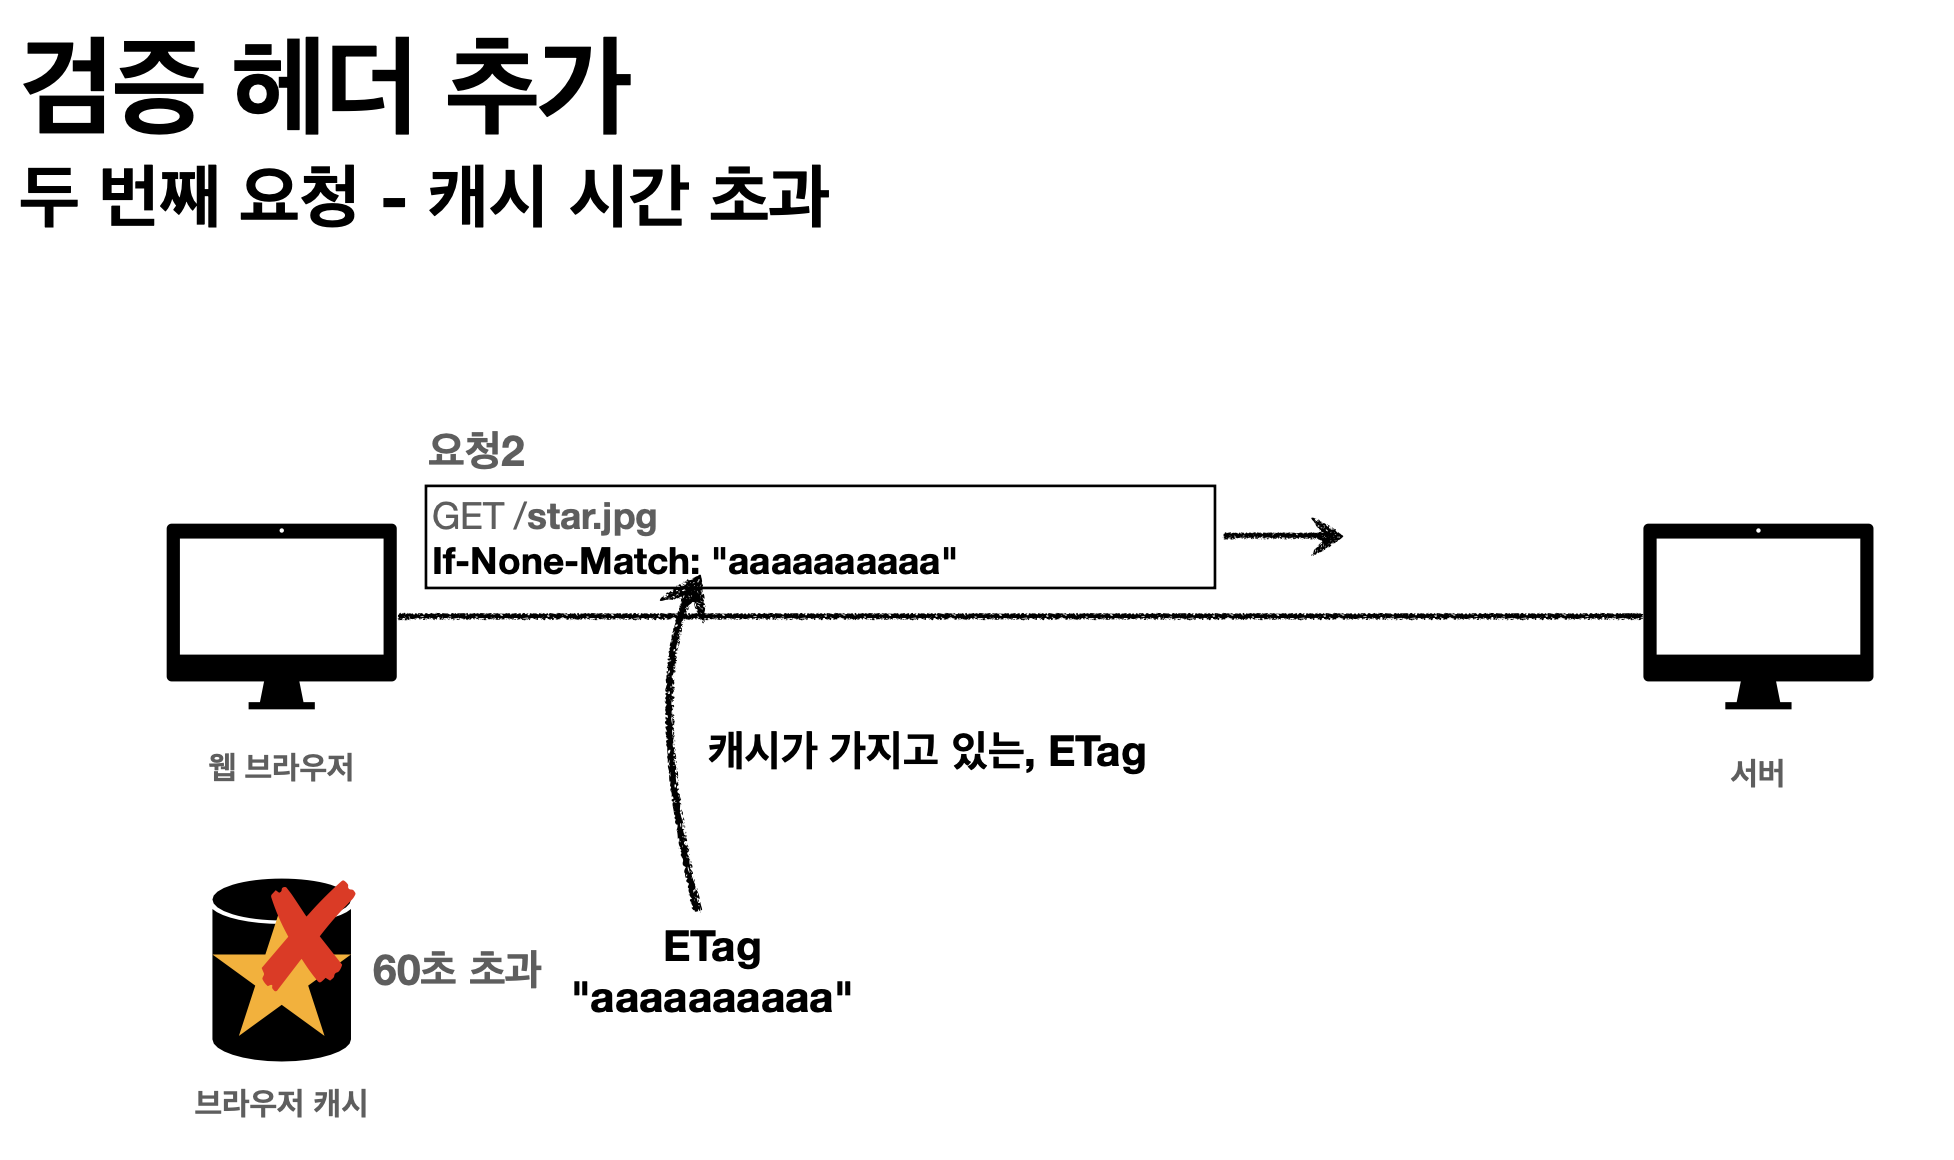 검증 헤더 추가
두 번째 요청 - 캐시 시간 초과
요청2
GET /star.jpg
If-None-Match: "aaaaaaaaaa"
캐시가 가지고 있는, ETag
웹 브라우저
서버
60초 초과
ETag
"aaaaaaaaaa"
브라우저 캐시